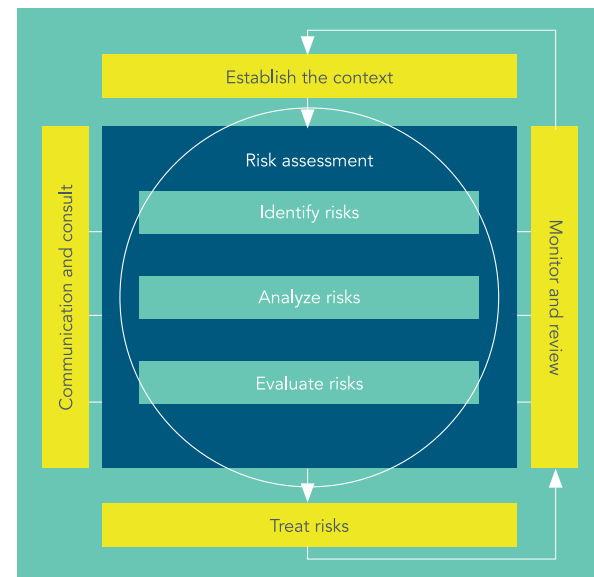 Establish the context
Risk assessment
Identify risks
Analyze risks
Evaluate risks
Communication and consult
Monitor and review
Treat risks